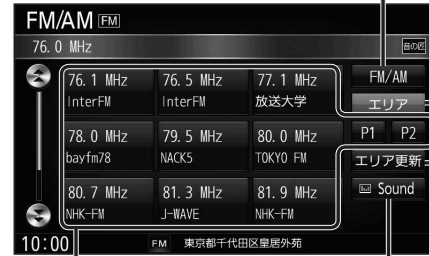 FM/AM FM
76.0 MHz 音の匠
76.1 MHz 76.5 MHz 77.1 MHz FM/AM
InterFM InterFM 放送大学 エリア
78.0 MHz 79.5 MHz 80.0 MHz P1 P2
bayfm78 NACK5 TOKYO FM エリア更新
80.7 MHz 81.3 MHz 81.9 MHz Sound
NHK-FM J-WAVE NHK-FM
10:00 FM 東京都千代田区皇居外苑